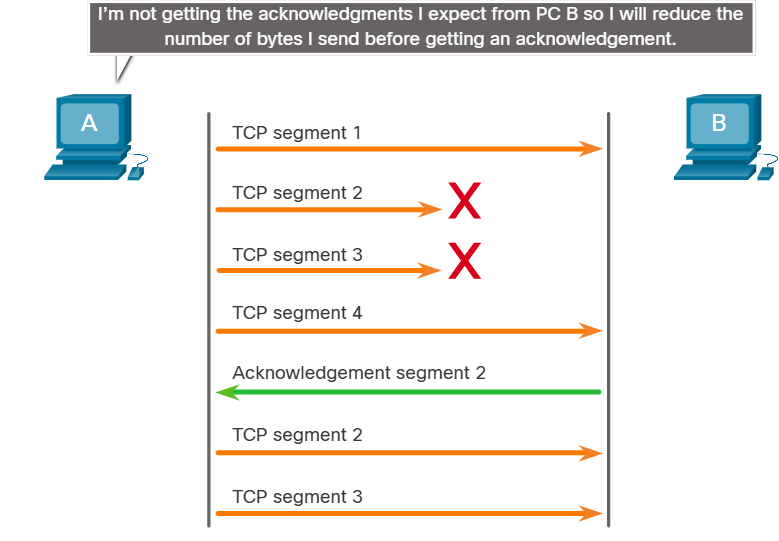 I'm not getting the acknowledgments I expect from PC B so I will reduce the
number of bytes I send before getting an acknowledgement.
A
B
TCP segment 1
TCP segment 2
X
TCP segment 3
X
TCP segment 4
Acknowledgement segment 2
TCP segment 2
TCP segment 3